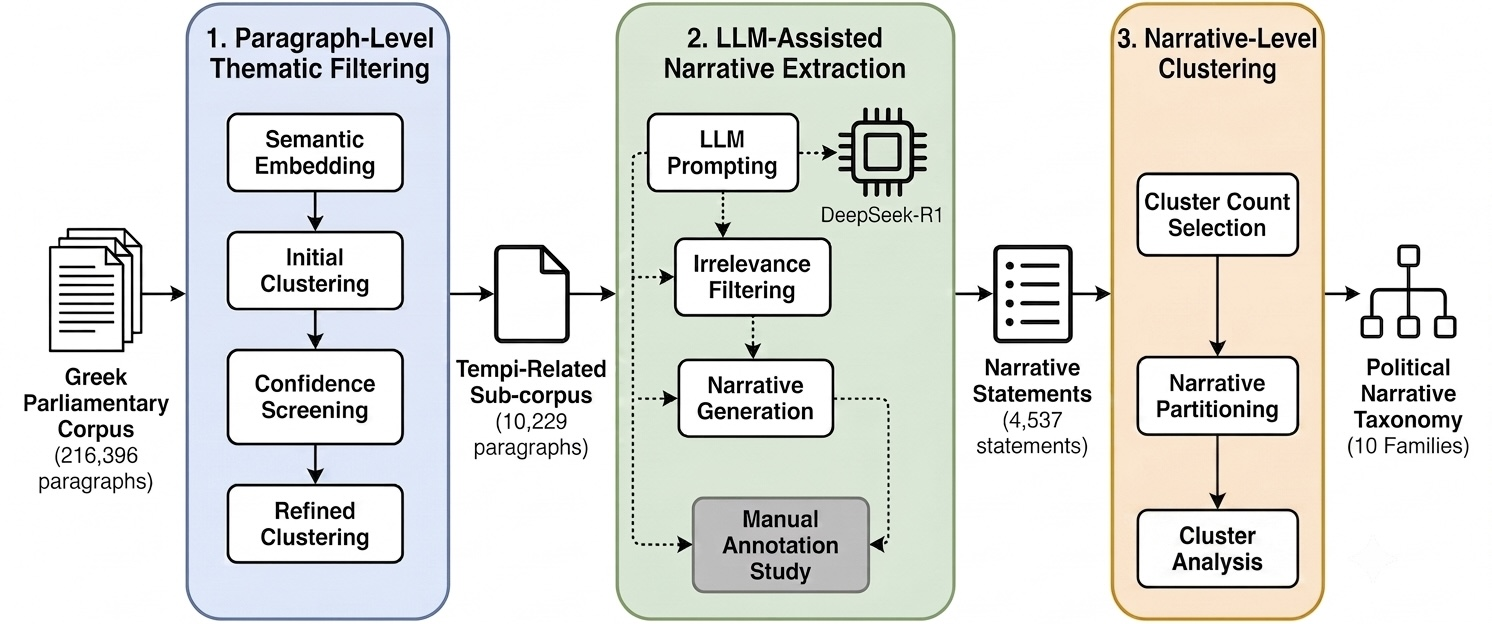 Greek
Parliamentary
Corpus
(216,396
paragraphs)
1. Paragraph-Level
Thematic Filtering
Semantic
Embedding
Initial
Clustering
Confidence
Screening
Refined
Clustering
Tempi-Related
Sub-corpus
(10,229
paragraphs)
2. LLM-Assisted
Narrative Extraction
LLM
Prompting
DeepSeek-R1
Irrelevance
Filtering
Narrative
Generation
Manual
Annotation
Study
Narrative
Statements
(4,537
statements)
3. Narrative-Level
Clustering
Cluster Count
Selection
Narrative
Partitioning
Cluster
Analysis
Political
Narrative
Taxonomy
(10 Families)